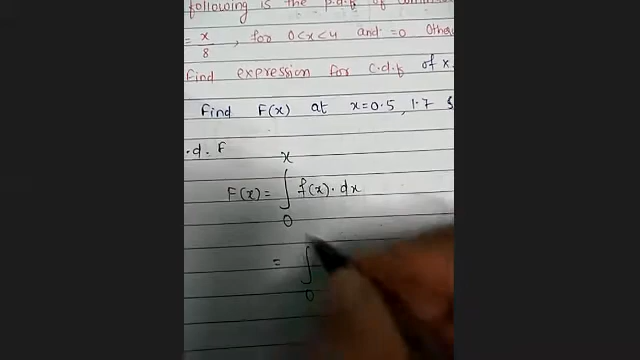 following is the p.d.f of
= x/8 , for 0<x<4 and =0
Find expression for c.d.f of x.
Find F(x) at x=0.5, 1.7
.d.F
F(x) = ∫₀ˣ f(x)·dx
= ∫₀